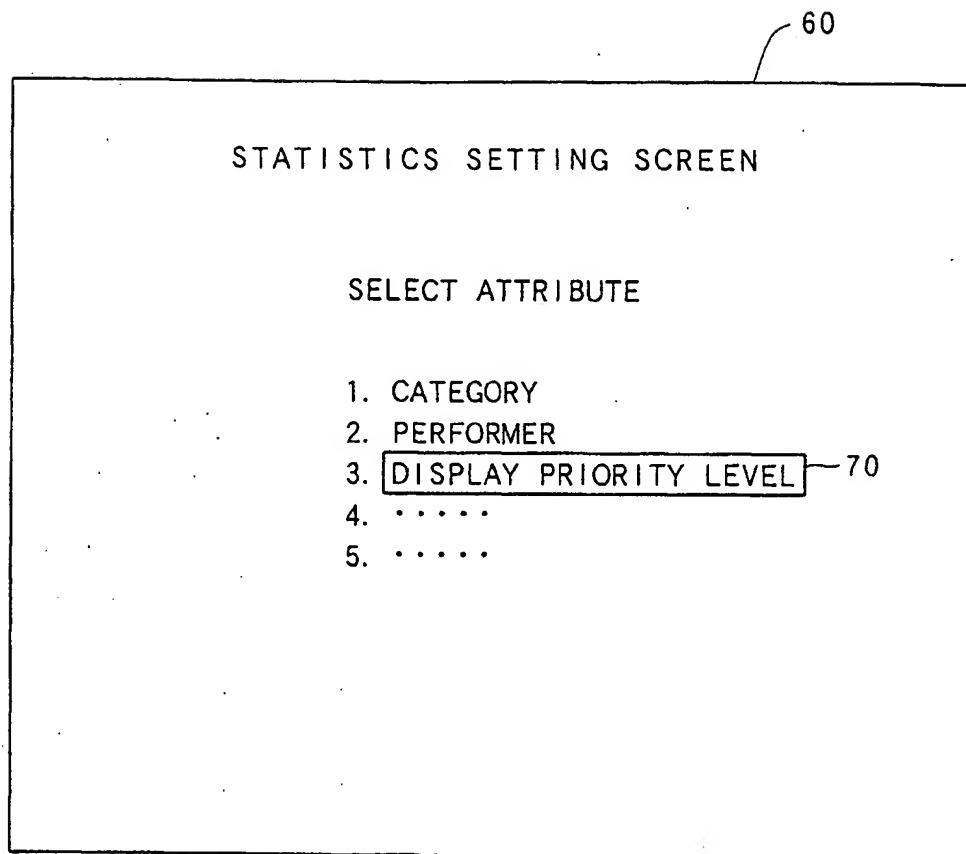 60
STATISTICS SETTING SCREEN
SELECT ATTRIBUTE
1. CATEGORY
2. PERFORMER
3. DISPLAY PRIORITY LEVEL 70
4. ·····
5. ·····